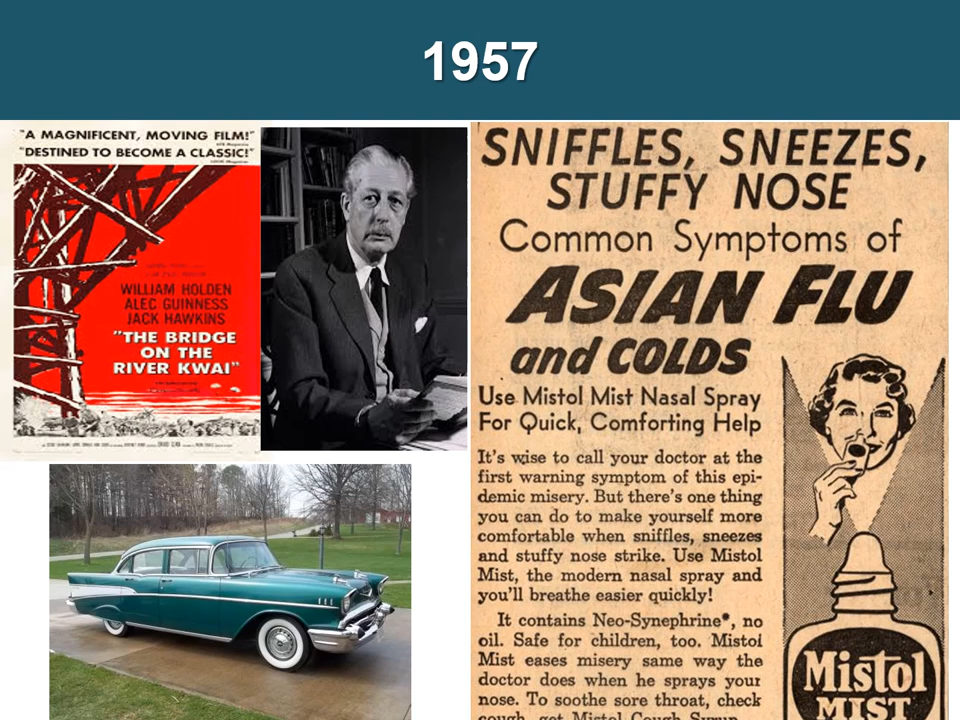 1957
"A MAGNIFICENT, MOVING FILM!"
"DESTINED TO BECOME A CLASSIC!"
WILLIAM HOLDEN
ALEC GUINNESS
JACK HAWKINS
"THE BRIDGE
ON THE
RIVER KWAI"
SNIFFLES, SNEEZES,
STUFFY NOSE
Common Symptoms of
ASIAN FLU
and COLDS
Use Mistol Mist Nasal Spray
For Quick, Comforting Help
It's wise to call your doctor at the
first warning symptom of this epi-
demic misery. But there's one thing
you can do to make yourself more
comfortable when sniffles, sneezes
and stuffy nose strike. Use Mistol
Mist, the modern nasal spray and
you'll breathe easier quickly!
It contains Neo-Synephrine*, no
oil. Safe for children, too. Mistol
Mist eases misery same way the
doctor does when he sprays your
nose. To soothe sore throat, check
cough, get Mistol Cough Syrup.
Mistol
MIST